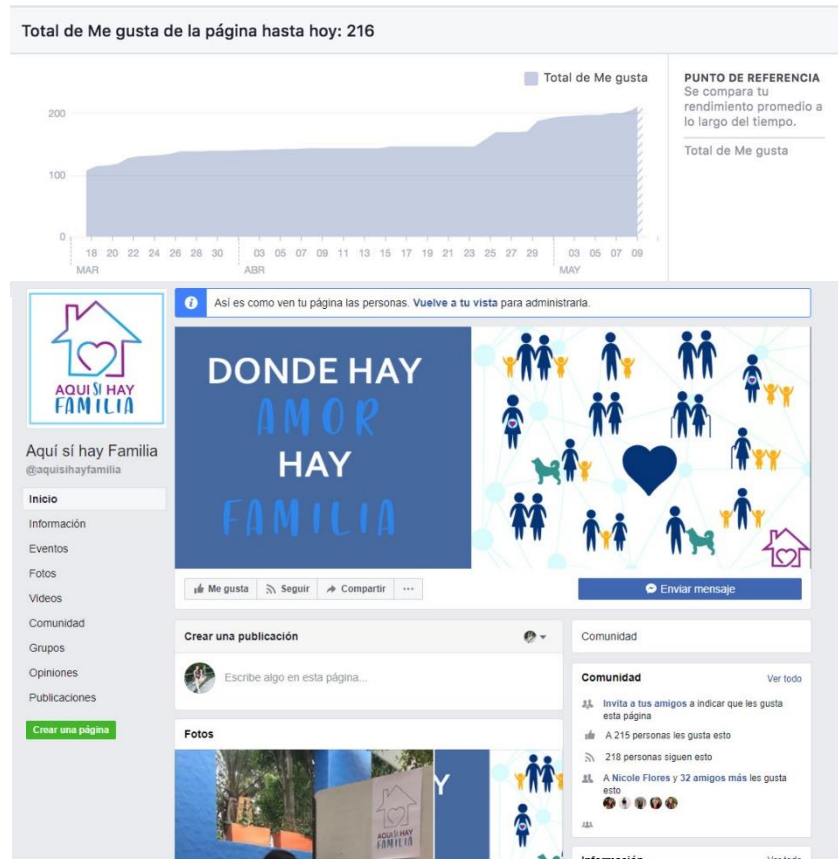 Total de Me gusta de la página hasta hoy: 216
Total de Me gusta
PUNTO DE REFERENCIA
Se compara tu
rendimiento promedio a
lo largo del tiempo.
Total de Me gusta
200
100
0
18 20 22 24 26 28 30 03 05 07 09 11 13 15 17 19 21 23 25 27 29 03 05 07 09
MAR ABR MAY
AQUI SI HAY
FAMILIA
Aquí sí hay Familia
@aquisihayfamilia
Inicio
Información
Eventos
Fotos
Videos
Comunidad
Grupos
Opiniones
Publicaciones
Crear una página
Así es como ven tu página las personas. Vuelve a tu vista para administrarla.
DONDE HAY
AMOR
HAY
FAMILIA
Me gusta Seguir Compartir ...
Enviar mensaje
Crear una publicación
Escribe algo en esta página...
Fotos
AQUI SI HAY
FAMILIA
Y
Comunidad
Comunidad Ver todo
Invita a tus amigos a indicar que les gusta
esta página
A 215 personas les gusta esto
218 personas siguen esto
A Nicole Flores y 32 amigos más les gusta
esto
Información Ver todo